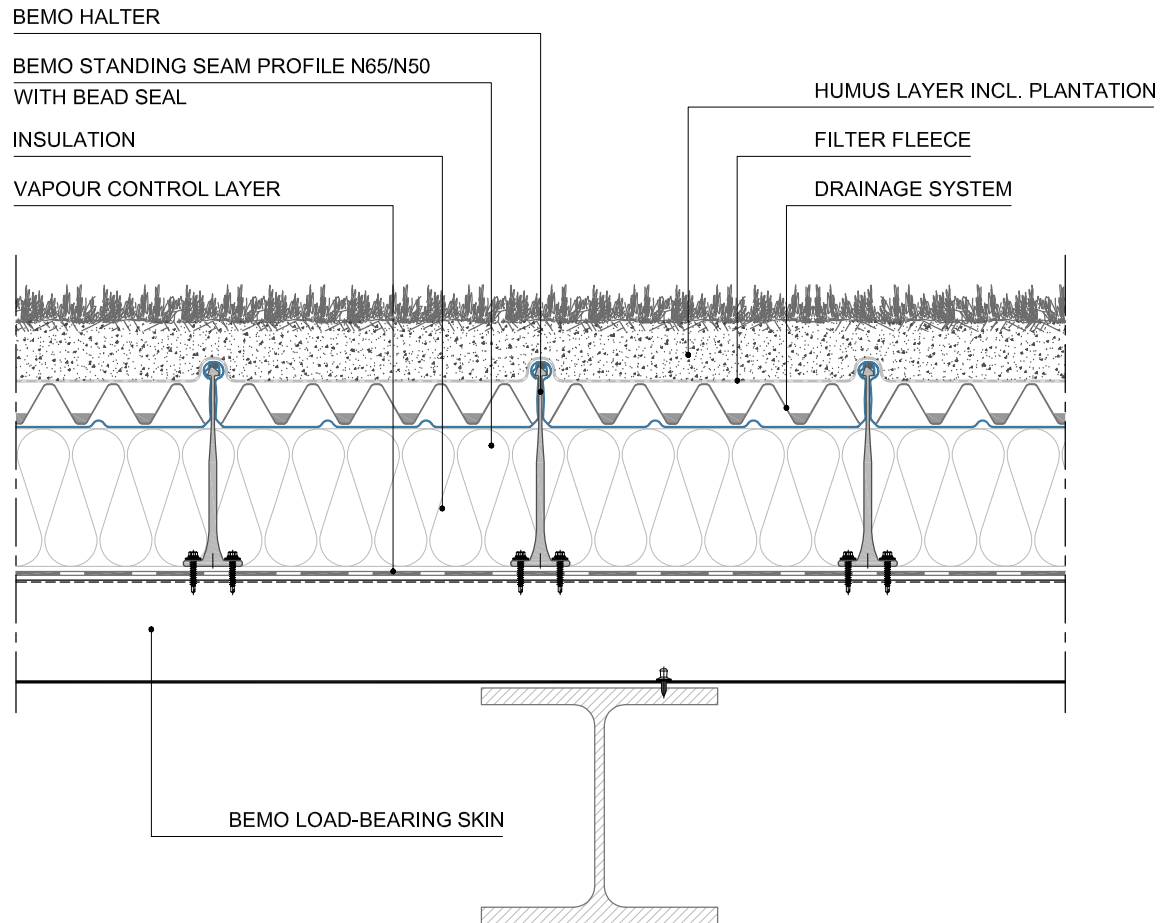 BEMO HALTER
BEMO STANDING SEAM PROFILE N65/N50
WITH BEAD SEAL
INSULATION
VAPOUR CONTROL LAYER
HUMUS LAYER INCL. PLANTATION
FILTER FLEECE
DRAINAGE SYSTEM
BEMO LOAD-BEARING SKIN